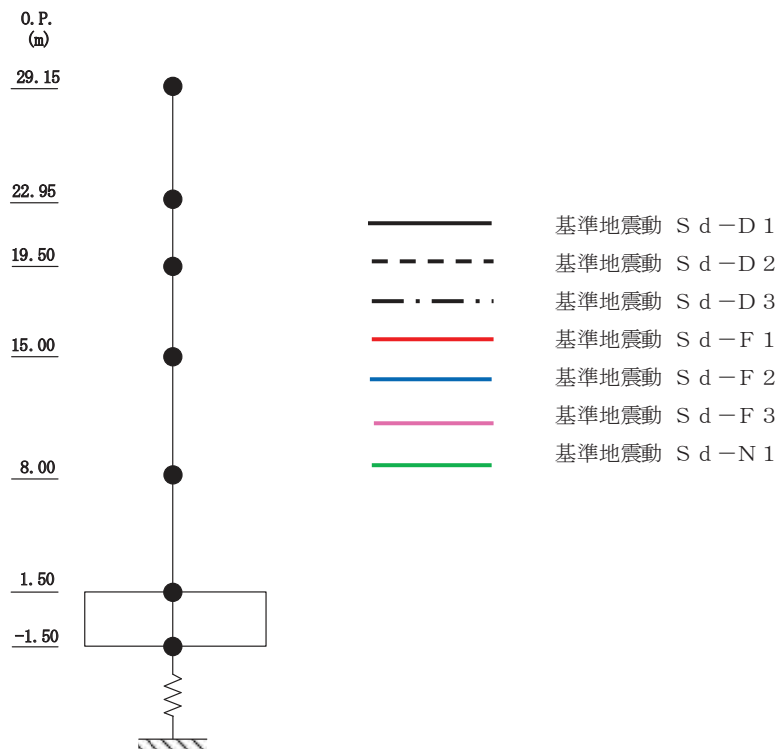 O.P.
(m)
29.15
22.95
19.50
15.00
8.00
1.50
-1.50
基準地震動 Ｓｄ－Ｄ１
基準地震動 Ｓｄ－Ｄ２
基準地震動 Ｓｄ－Ｄ３
基準地震動 Ｓｄ－Ｆ１
基準地震動 Ｓｄ－Ｆ２
基準地震動 Ｓｄ－Ｆ３
基準地震動 Ｓｄ－Ｎ１